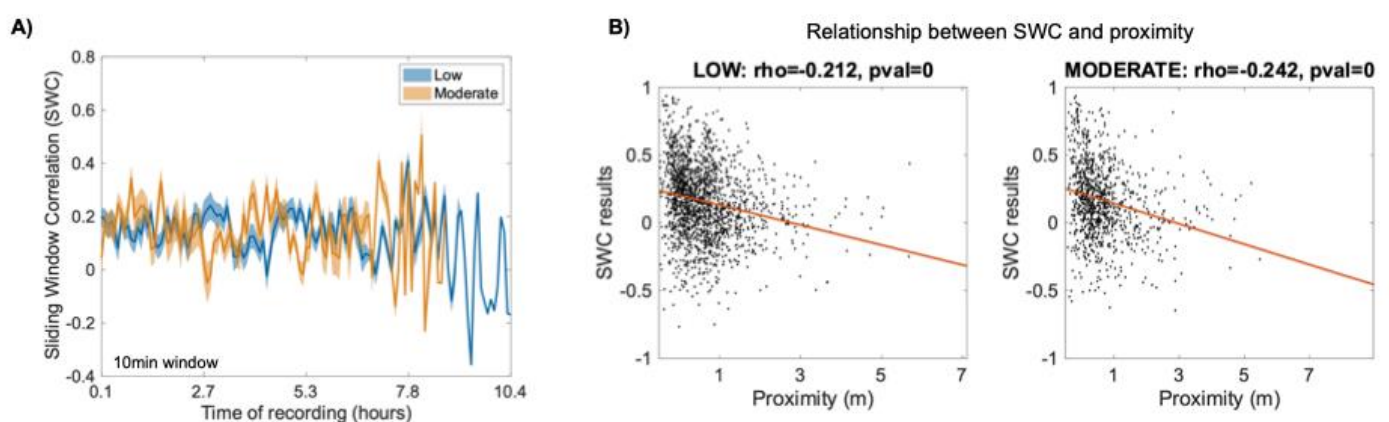 A)
0.8
0.6
0.4
0.2
0
-0.2
-0.4
Sliding Window Correlation (SWC)
Low
Moderate
10min window
0.1 2.7 5.3 7.8 10.4
Time of recording (hours)
B)
Relationship between SWC and proximity
LOW: rho=-0.212, pval=0
1
0.5
0
-0.5
-1
SWC results
1 3 5 7
Proximity (m)
MODERATE: rho=-0.242, pval=0
1
0.5
0
-0.5
-1
SWC results
1 3 5 7
Proximity (m)